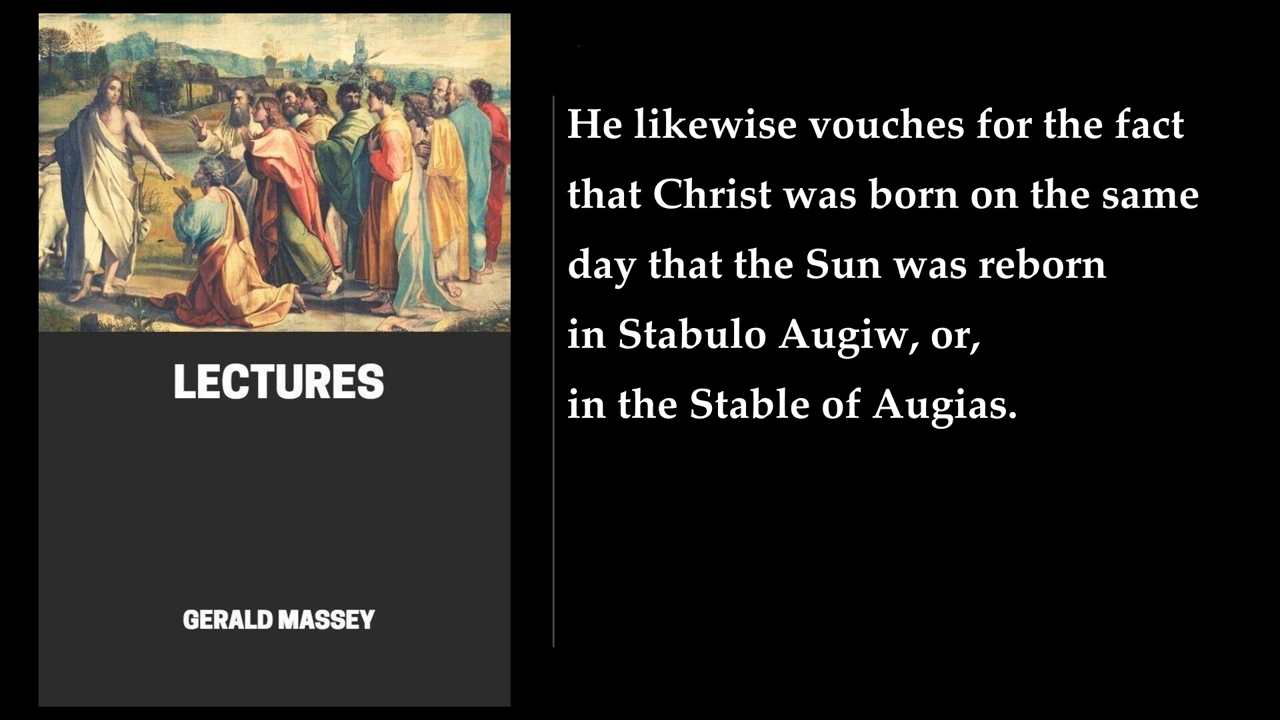 LECTURES
GERALD MASSEY
He likewise vouches for the fact
that Christ was born on the same
day that the Sun was reborn
in Stabulo Augiw, or,
in the Stable of Augias.